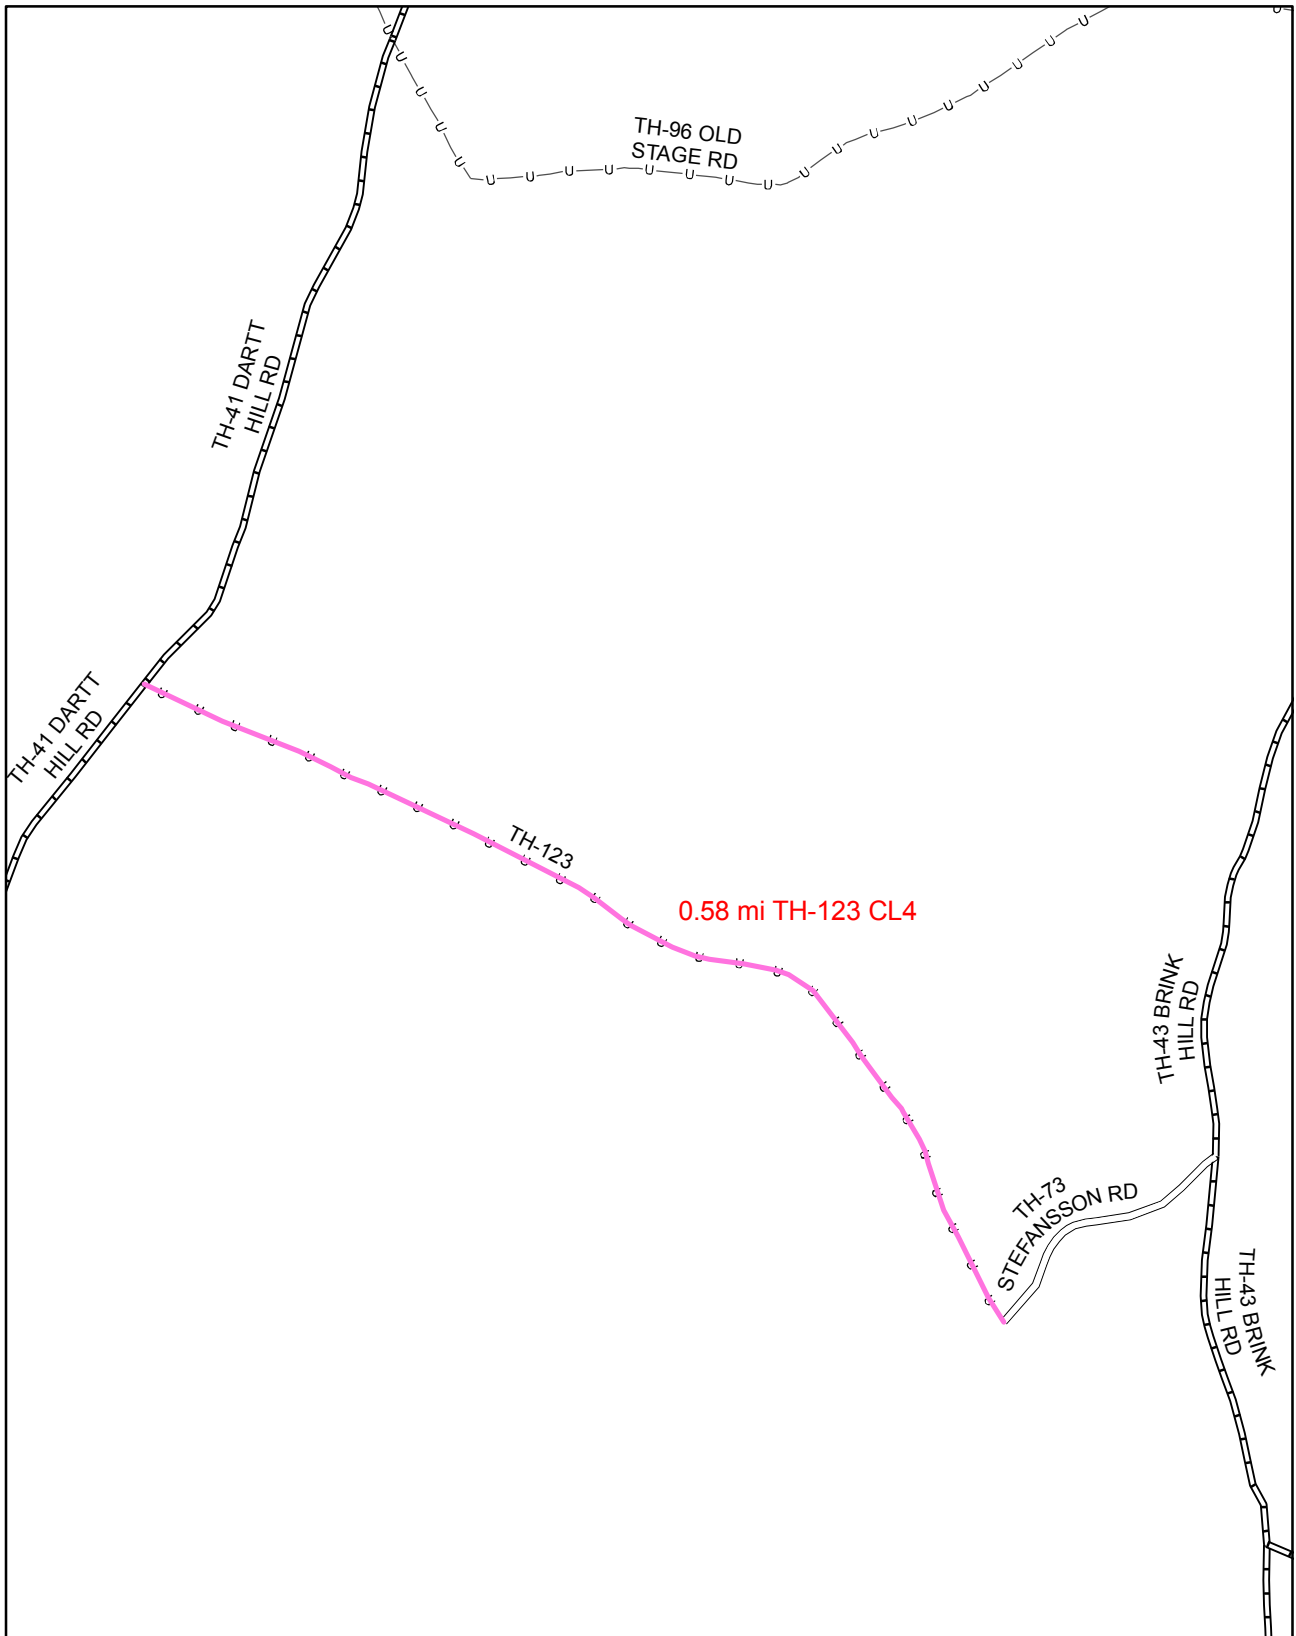 TH-96 OLD
STAGE RD
TH-41 DARTT
HILL RD
TH-41 DARTT
HILL RD
TH-123
0.58 mi TH-123 CL4
TH-43 BRINK
HILL RD
TH-73
STEFANSSON RD
TH-43 BRINK
HILL RD